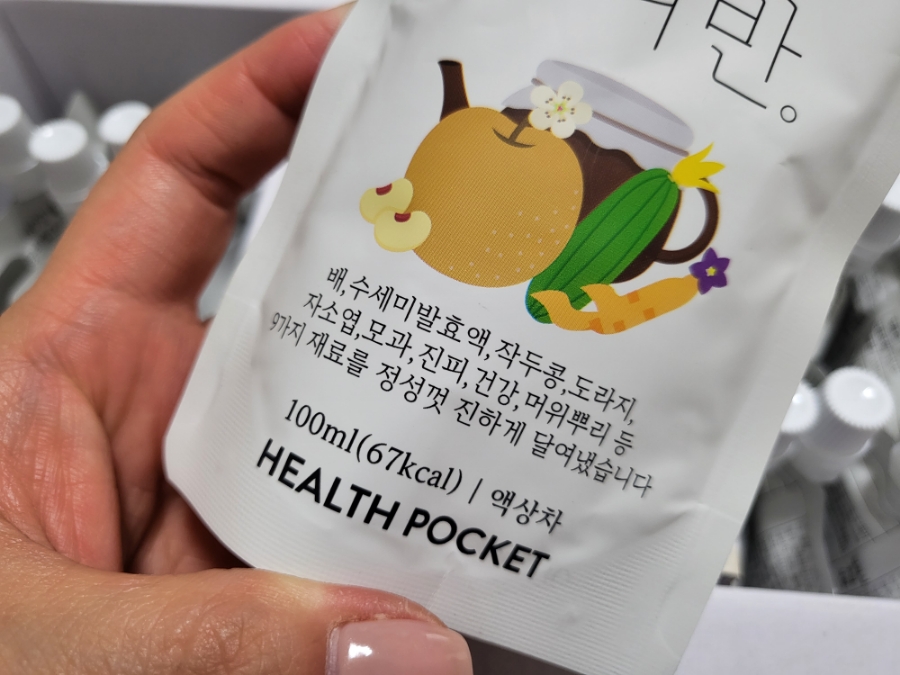 반。
배,수세미발효액,작두콩,도라지,
자소엽,모과,진피,건강,머위뿌리 등
9가지 재료를 정성껏 진하게 달여냈습니다
100ml(67kcal) | 액상차
HEALTH POCKET